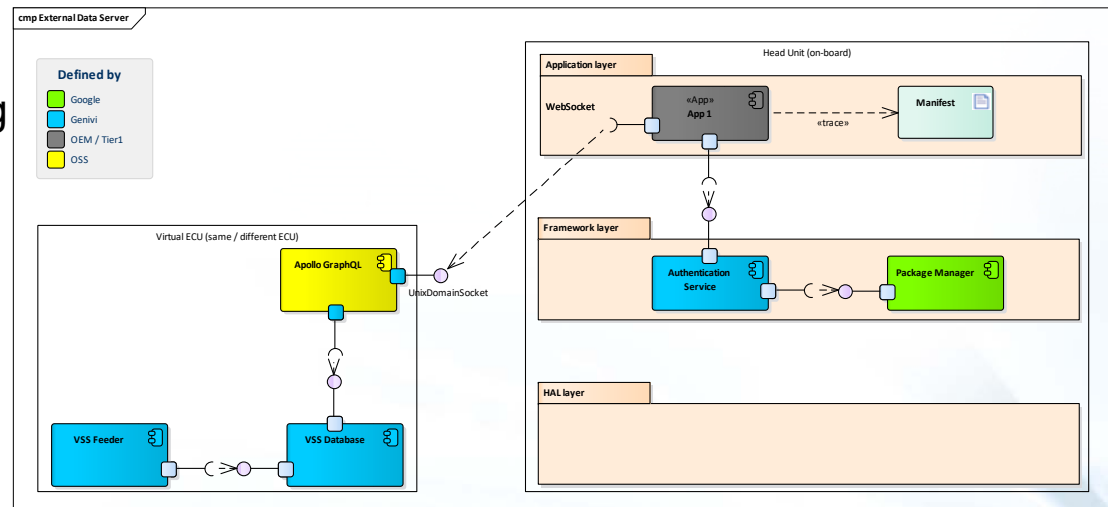 cmp External Data Server
g
Defined by
Google
Genivi
OEM / Tier1
OSS
Head Unit (on-board)
Application layer
WebSocket
«App»
App 1
«trace»
Manifest
Virtual ECU (same / different ECU)
Apollo GraphQL
UnixDomainSocket
Framework layer
Authentication
Service
Package Manager
VSS Feeder
VSS Database
HAL layer